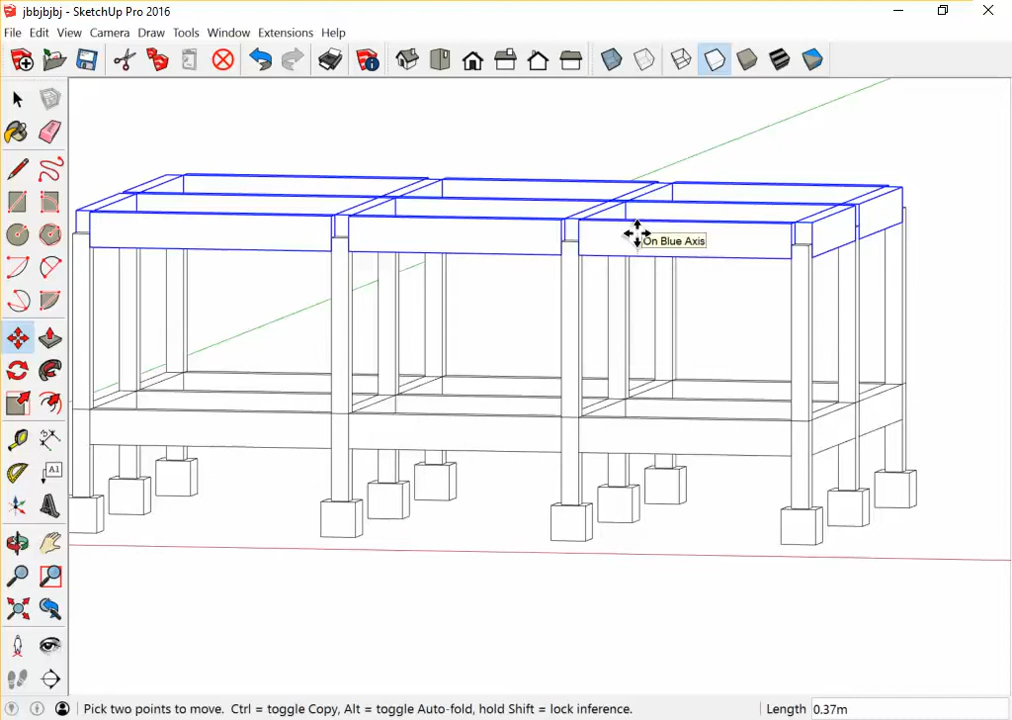 jbbjbjbj - SketchUp Pro 2016
File Edit View Camera Draw Tools Window Extensions Help
On Blue Axis
A1
Pick two points to move. Ctrl = toggle Copy, Alt = toggle Auto-fold, hold Shift = lock inference.
Length 0.37m